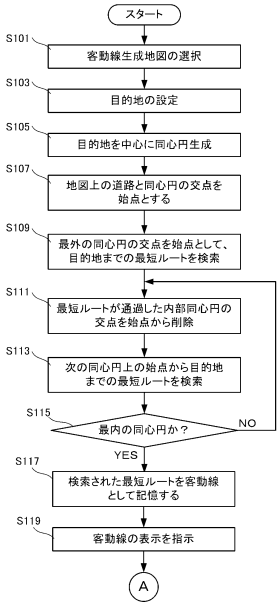 スタート
S101
客動線生成地図の選択
S103
目的地の設定
S105
目的地を中心に同心円生成
S107
地図上の道路と同心円の交点を
始点とする
S109
最外の同心円の交点を始点として、
目的地までの最短ルートを検索
S111
最短ルートが通過した内部同心円の
交点を始点から削除
S113
次の同心円上の始点から目的地
までの最短ルートを検索
S115
最内の同心円か？
NO
YES
S117
検索された最短ルートを客動線
として記憶する
S119
客動線の表示を指示
A